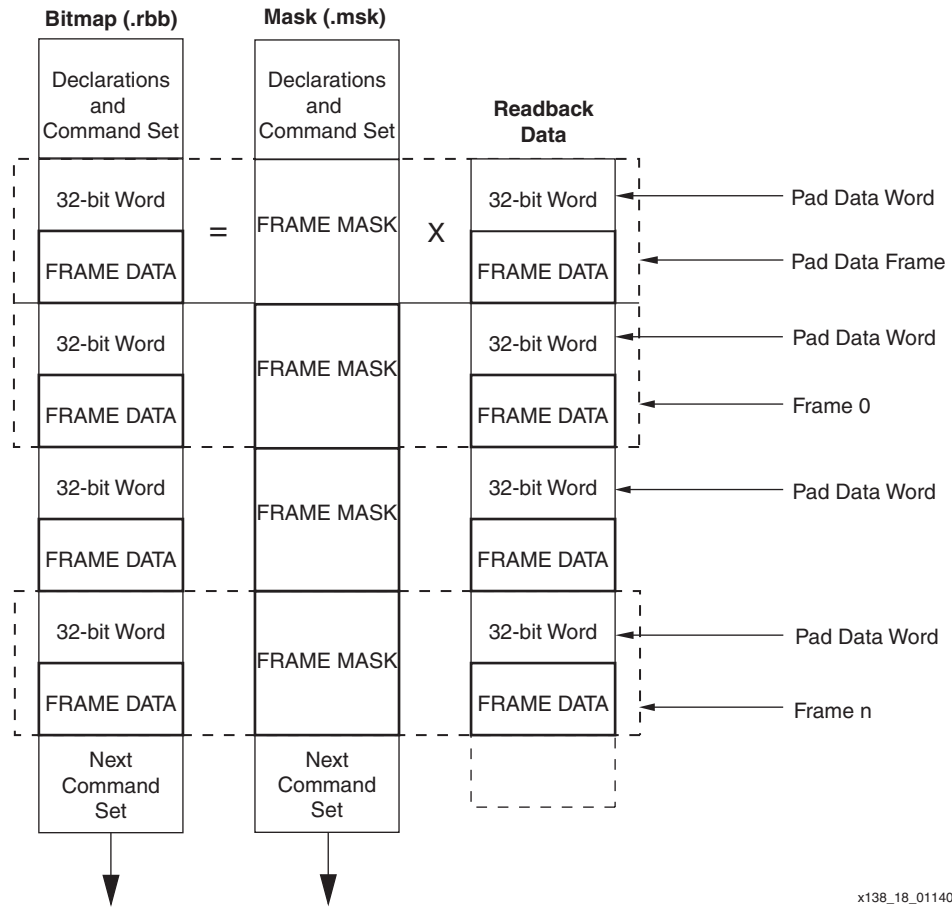 Bitmap (.rbb)
Mask (.msk)
Declarations
and
Command Set
Declarations
and
Command Set
Readback
Data
32-bit Word
=
FRAME MASK
X
32-bit Word
Pad Data Word
FRAME DATA
FRAME DATA
Pad Data Frame
32-bit Word
FRAME MASK
32-bit Word
Pad Data Word
FRAME DATA
FRAME DATA
Frame 0
32-bit Word
FRAME MASK
32-bit Word
Pad Data Word
FRAME DATA
FRAME DATA
32-bit Word
FRAME MASK
32-bit Word
Pad Data Word
FRAME DATA
FRAME DATA
Frame n
Next
Command
Set
Next
Command
Set
x138_18_01140